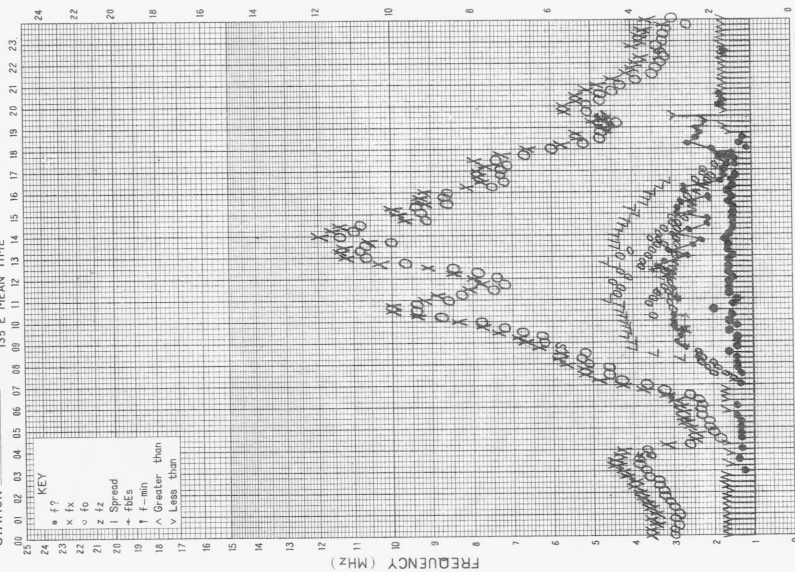 STATION
135°E MEAN TIME
00 01 02 03 04 05 06 07 08 09 10 11 12 13 14 15 16 17 18 19 20 21 22 23.
25
24
23
22
21
20
19
18
17
16
15
14
13
12
11
10
9
8
7
6
5
4
3
2
1
0
FREQUENCY (MHz)
KEY
f?
x fx
o fo
z fz
| Spread
fbEs
f-min
∧ Greater than
∨ Less than
24
22
20
18
16
14
12
10
8
6
4
2
0